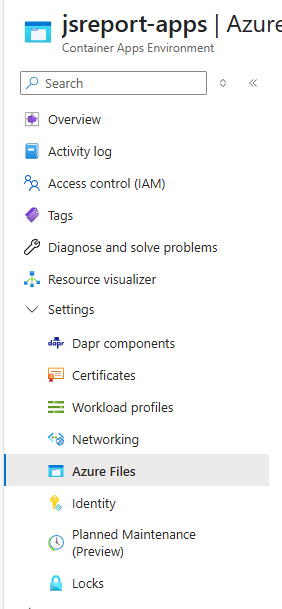 jsreport-apps | Azure
Container Apps Environment
Search
Overview
Activity log
Access control (IAM)
Tags
Diagnose and solve problems
Resource visualizer
Settings
dapr Dapr components
Certificates
Workload profiles
Networking
Azure Files
Identity
Planned Maintenance
(Preview)
Locks